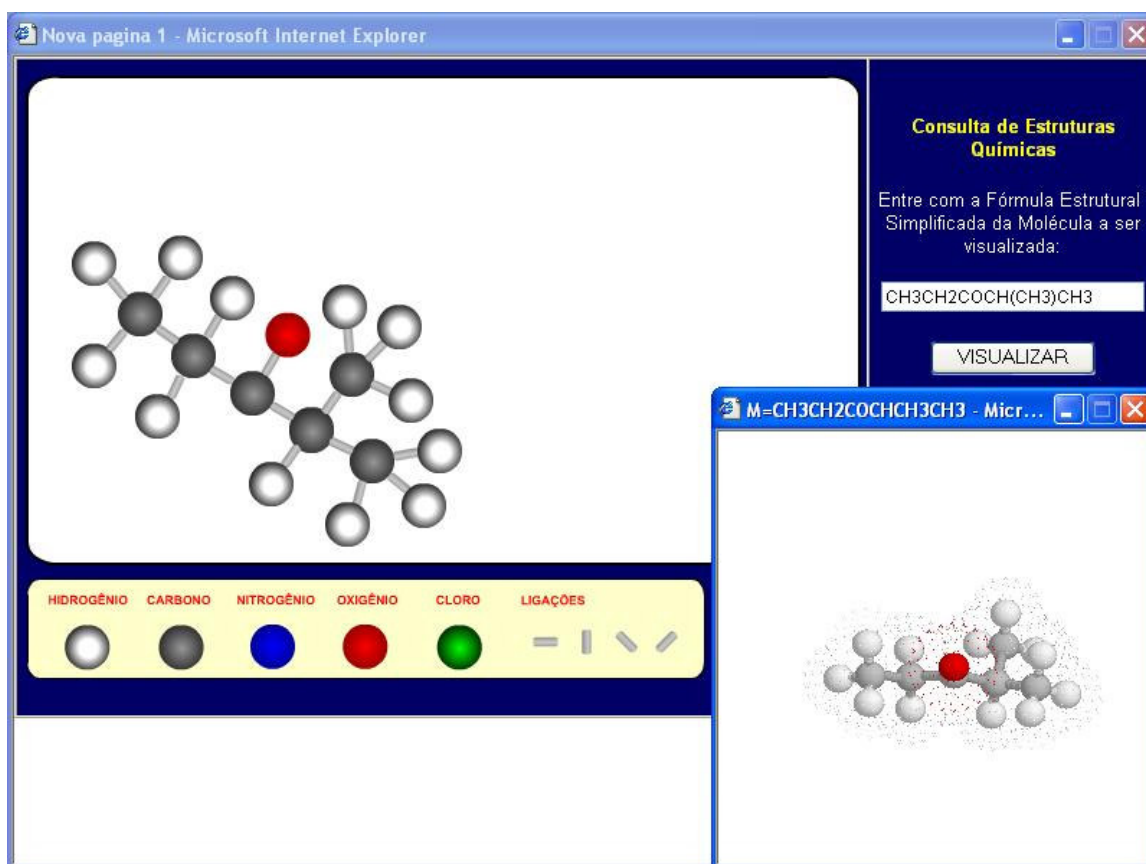 Nova pagina 1 - Microsoft Internet Explorer
Consulta de Estruturas
Químicas
Entre com a Fórmula Estrutural
Simplificada da Molécula a ser
visualizada:
CH3CH2COCH(CH3)CH3
VISUALIZAR
M=CH3CH2COCHCH3CH3 - Micr...
HIDROGÊNIO CARBONO NITROGÊNIO OXIGÊNIO CLORO LIGAÇÕES